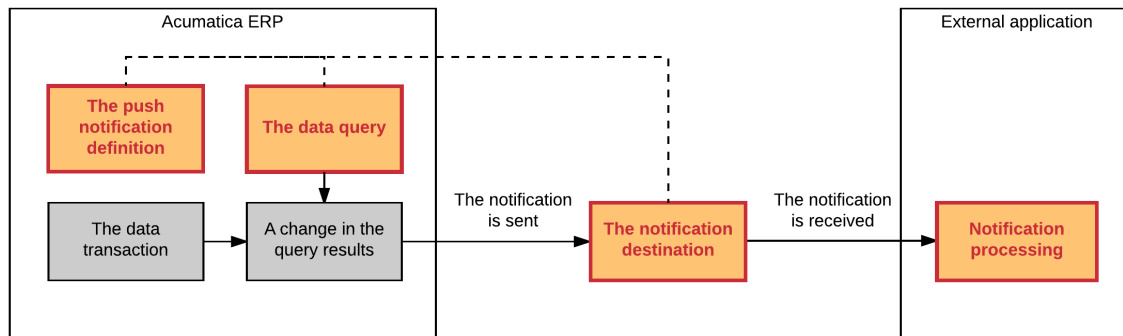 Acumatica ERP
External application
The push
notification
definition
The data query
The data
transaction
A change in the
query results
The notification
is sent
The notification
destination
The notification
is received
Notification
processing